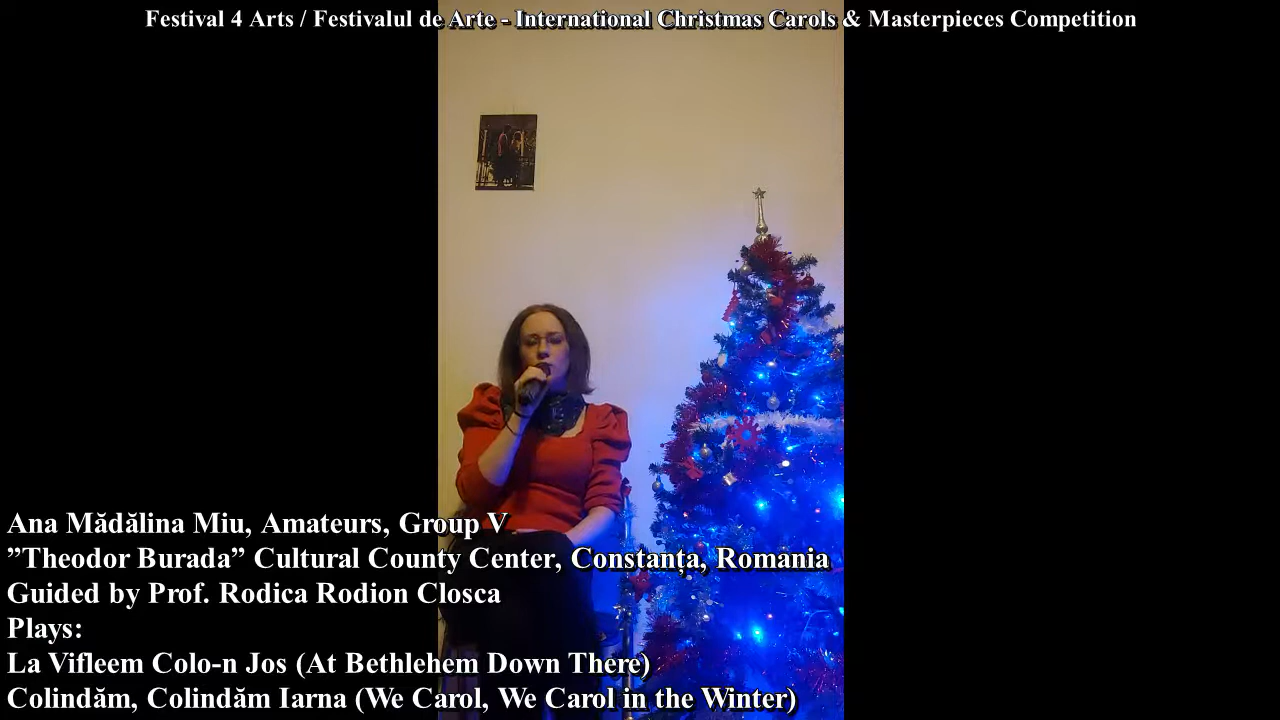 Festival 4 Arts / Festivalul de Arte - International Christmas Carols & Masterpieces Competition
Ana Mădălina Miu, Amateurs, Group V
”Theodor Burada” Cultural County Center, Constanța, Romania
Guided by Prof. Rodica Rodion Closca
Plays:
La Vifleem Colo-n Jos (At Bethlehem Down There)
Colindăm, Colindăm Iarna (We Carol, We Carol in the Winter)